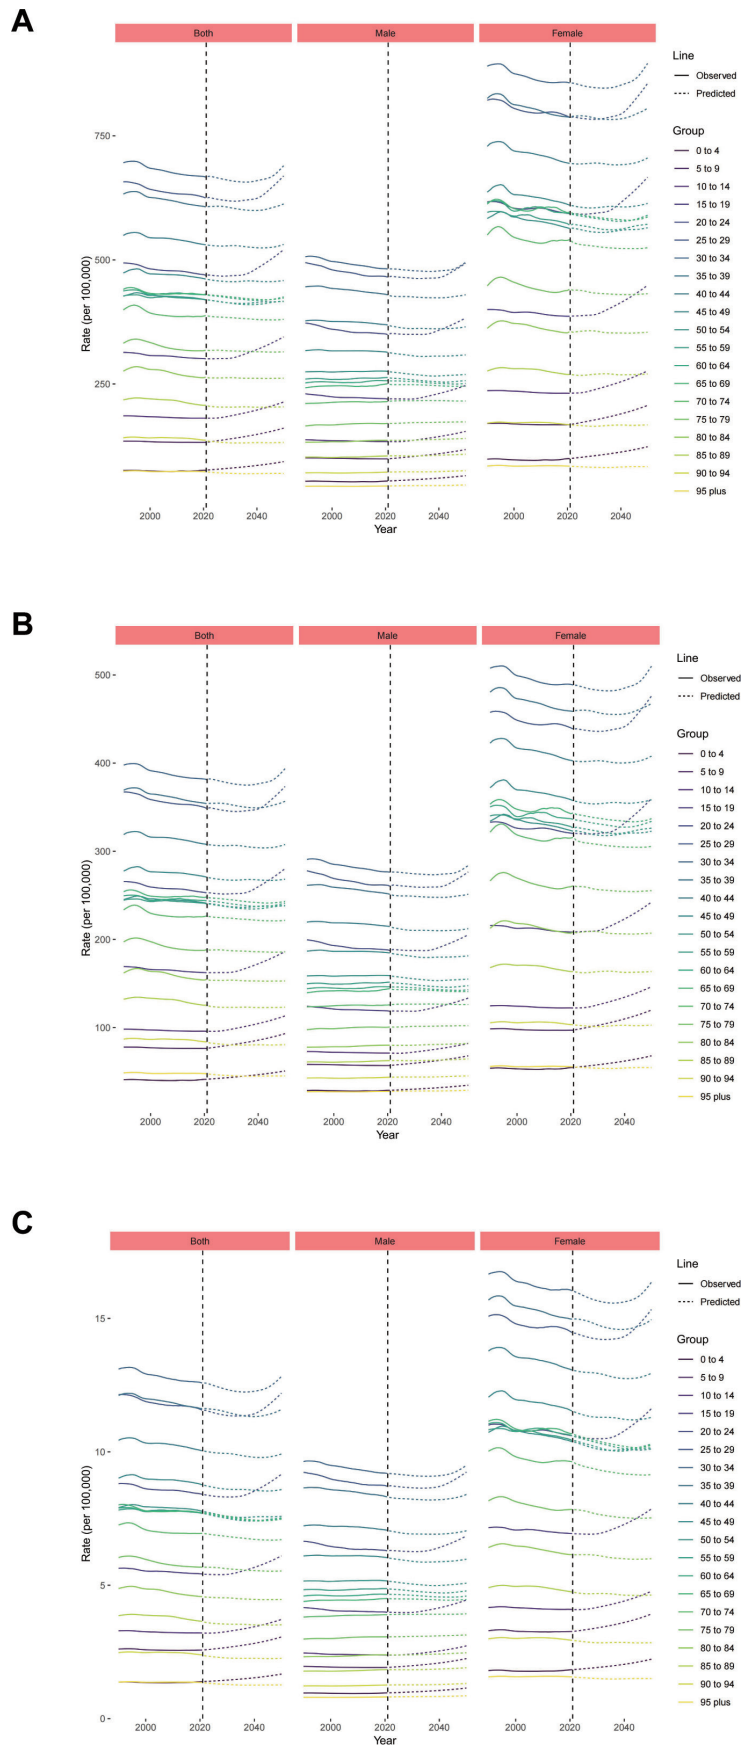 A
Both Male Female
Rate (per 100,000)
750
500
250
2000 2020 2040 2000 2020 2040 2000 2020 2040
Year
Line
Observed
Predicted
Group
0 to 4
5 to 9
10 to 14
15 to 19
20 to 24
25 to 29
30 to 34
35 to 39
40 to 44
45 to 49
50 to 54
55 to 59
60 to 64
65 to 69
70 to 74
75 to 79
80 to 84
85 to 89
90 to 94
95 plus
B
Both Male Female
Rate (per 100,000)
500
400
300
200
100
2000 2020 2040 2000 2020 2040 2000 2020 2040
Year
Line
Observed
Predicted
Group
0 to 4
5 to 9
10 to 14
15 to 19
20 to 24
25 to 29
30 to 34
35 to 39
40 to 44
45 to 49
50 to 54
55 to 59
60 to 64
65 to 69
70 to 74
75 to 79
80 to 84
85 to 89
90 to 94
95 plus
C
Both Male Female
Rate (per 100,000)
15
10
5
0
2000 2020 2040 2000 2020 2040 2000 2020 2040
Year
Line
Observed
Predicted
Group
0 to 4
5 to 9
10 to 14
15 to 19
20 to 24
25 to 29
30 to 34
35 to 39
40 to 44
45 to 49
50 to 54
55 to 59
60 to 64
65 to 69
70 to 74
75 to 79
80 to 84
85 to 89
90 to 94
95 plus